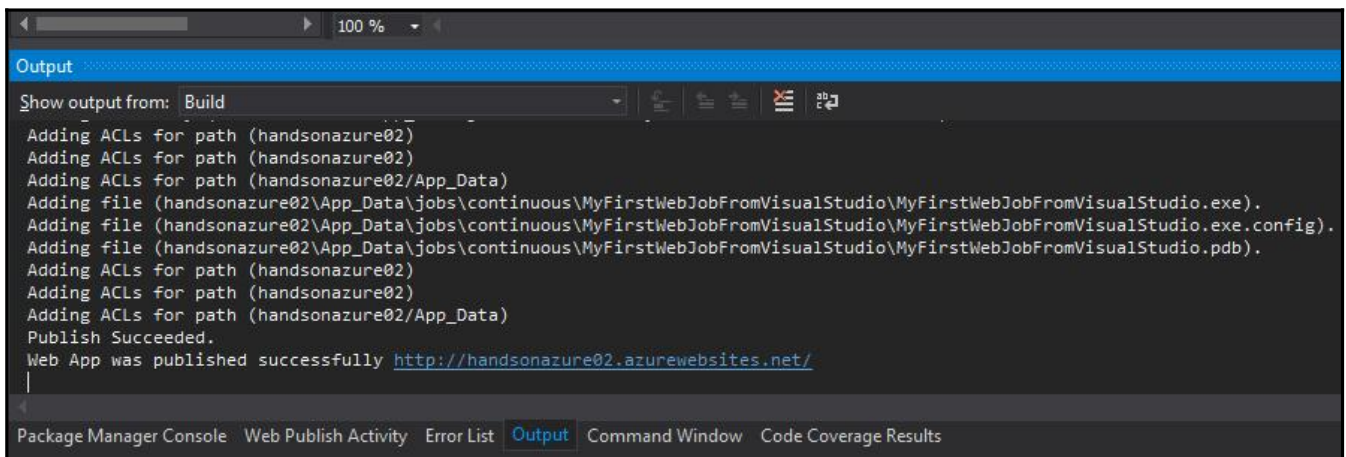 100 %
Output
Show output from: Build
Adding ACLs for path (handsonazure02)
Adding ACLs for path (handsonazure02)
Adding ACLs for path (handsonazure02/App_Data)
Adding file (handsonazure02\App_Data\jobs\continuous\MyFirstWebJobFromVisualStudio\MyFirstWebJobFromVisualStudio.exe).
Adding file (handsonazure02\App_Data\jobs\continuous\MyFirstWebJobFromVisualStudio\MyFirstWebJobFromVisualStudio.exe.config).
Adding file (handsonazure02\App_Data\jobs\continuous\MyFirstWebJobFromVisualStudio\MyFirstWebJobFromVisualStudio.pdb).
Adding ACLs for path (handsonazure02)
Adding ACLs for path (handsonazure02)
Adding ACLs for path (handsonazure02/App_Data)
Publish Succeeded.
Web App was published successfully http://handsonazure02.azurewebsites.net/
Package Manager Console Web Publish Activity Error List Output Command Window Code Coverage Results